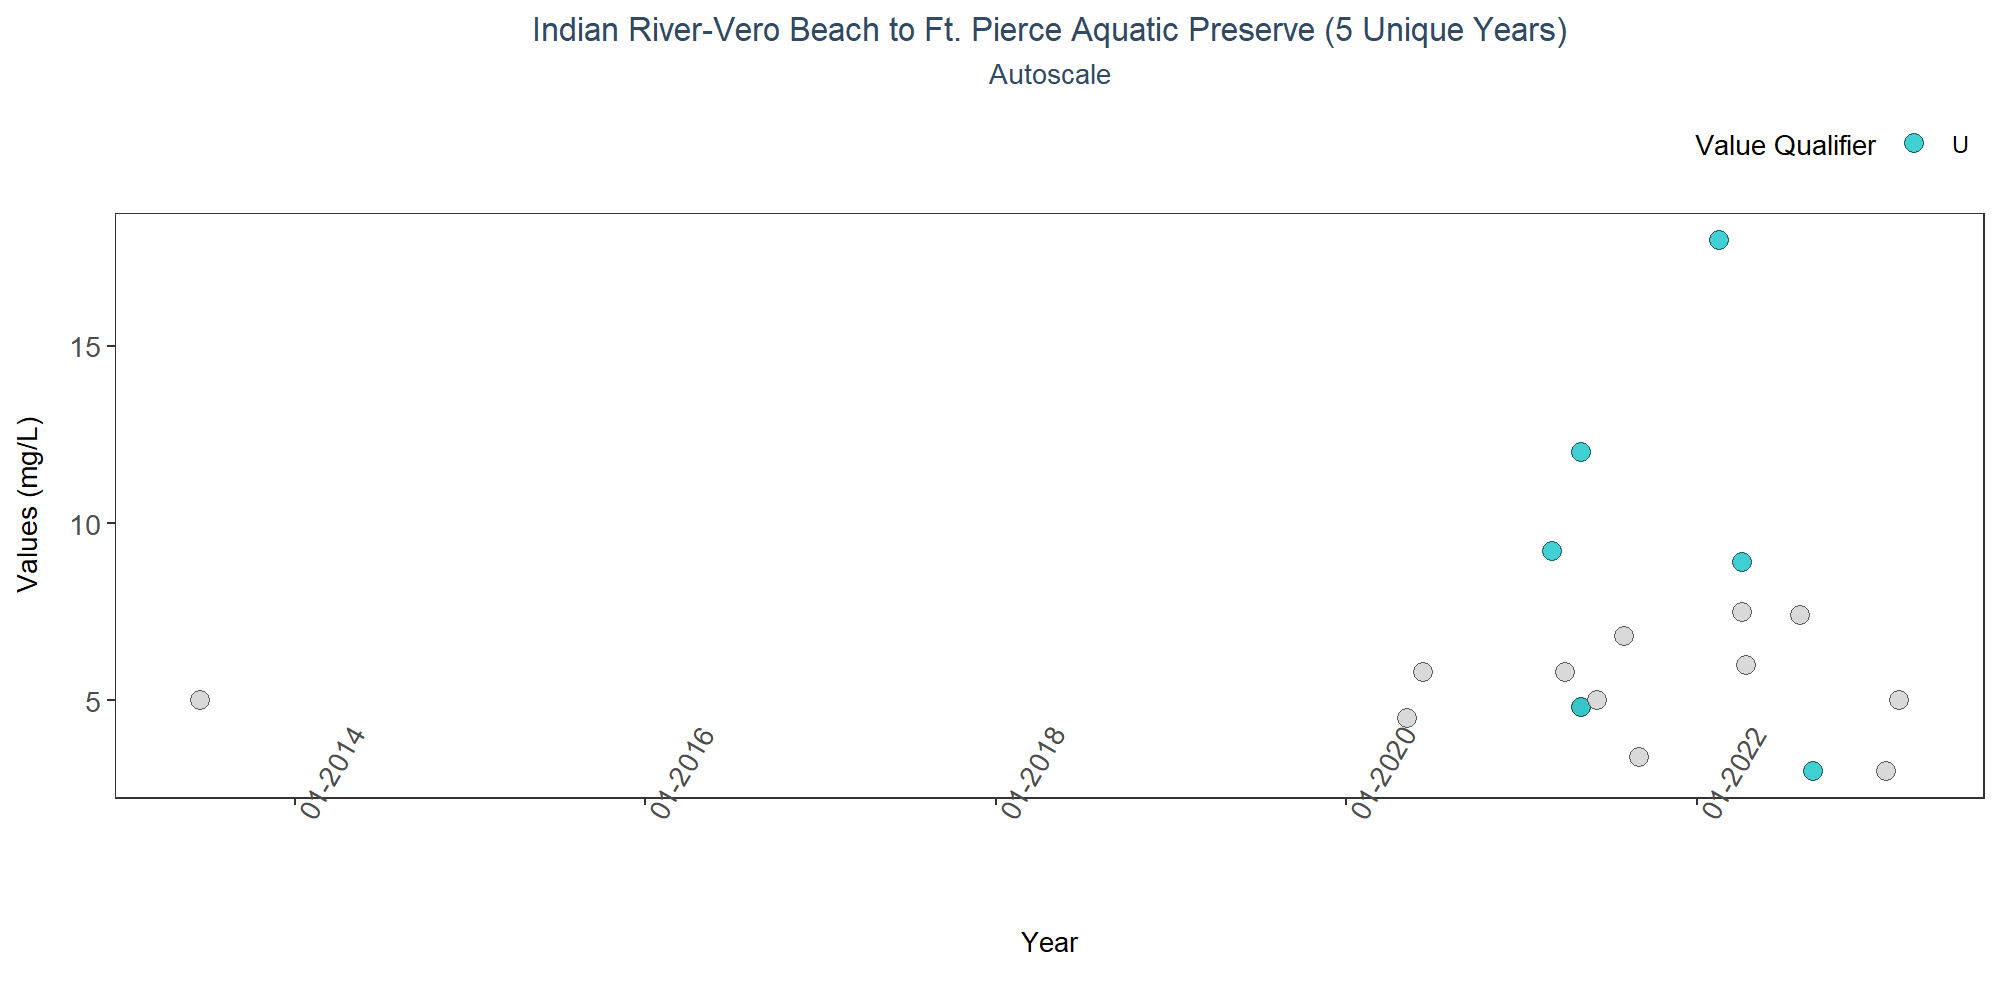 Indian River-Vero Beach to Ft. Pierce Aquatic Preserve (5 Unique Years)
Autoscale
Value Qualifier U
Values (mg/L)
15
10
5
01-2014
01-2016
01-2018
01-2020
01-2022
Year